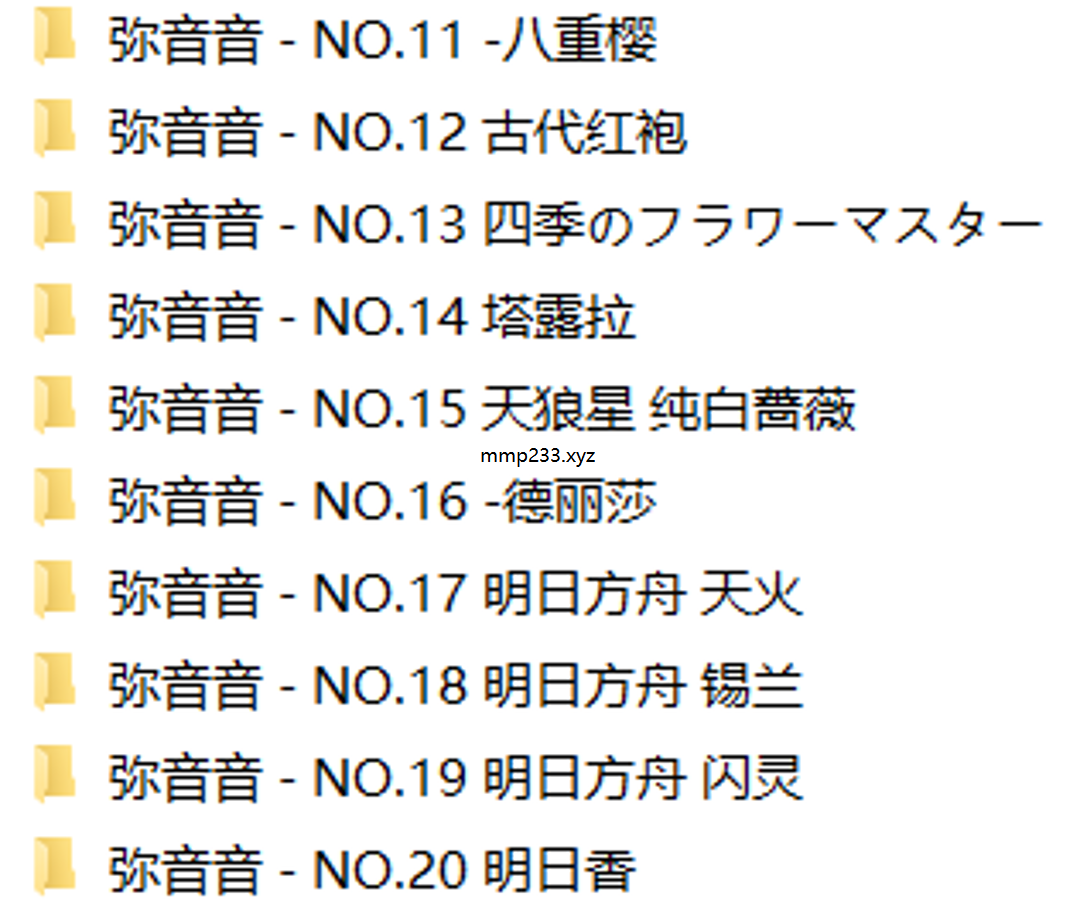 弥音音 - NO.11 -八重樱
弥音音 - NO.12 古代红袍
弥音音 - NO.13 四季のフラワーマスター
弥音音 - NO.14 塔露拉
弥音音 - NO.15 天狼星 纯白蔷薇
mmp233.xyz
弥音音 - NO.16 -德丽莎
弥音音 - NO.17 明日方舟 天火
弥音音 - NO.18 明日方舟 锡兰
弥音音 - NO.19 明日方舟 闪灵
弥音音 - NO.20 明日香